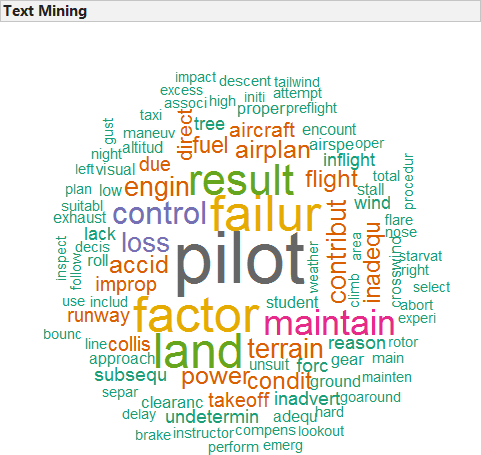 Text Mining
impact
descent
tailwind
excess
initi
attempt
associ
high
proper
preflight
taxi
tree
aircraft
encount
gust
maneuv
direct
fuel
airplan
airspe
oper
night
altitud
due
inflight
procedur
left
visual
result
flight
stall
total
plan
low
engin
wind
suitabl
control
failur
contribut
flare
exhaust
nose
lack
loss
inadequ
decis
pilot
weather
area
crosswind
starvat
inspect
follow
roll
accid
climb
right
improp
select
use
includ
factor
student
abort
runway
maintain
experi
bounc
line
collis
land
terrain
reason
rotor
approach
unsuit
forc
gear
main
subsequ
power
condit
ground
mainten
separ
clearanc
takeoff
inadvert
goaround
delay
undetermin
adequ
hard
brake
instructor
compens
lookout
perform
emerg